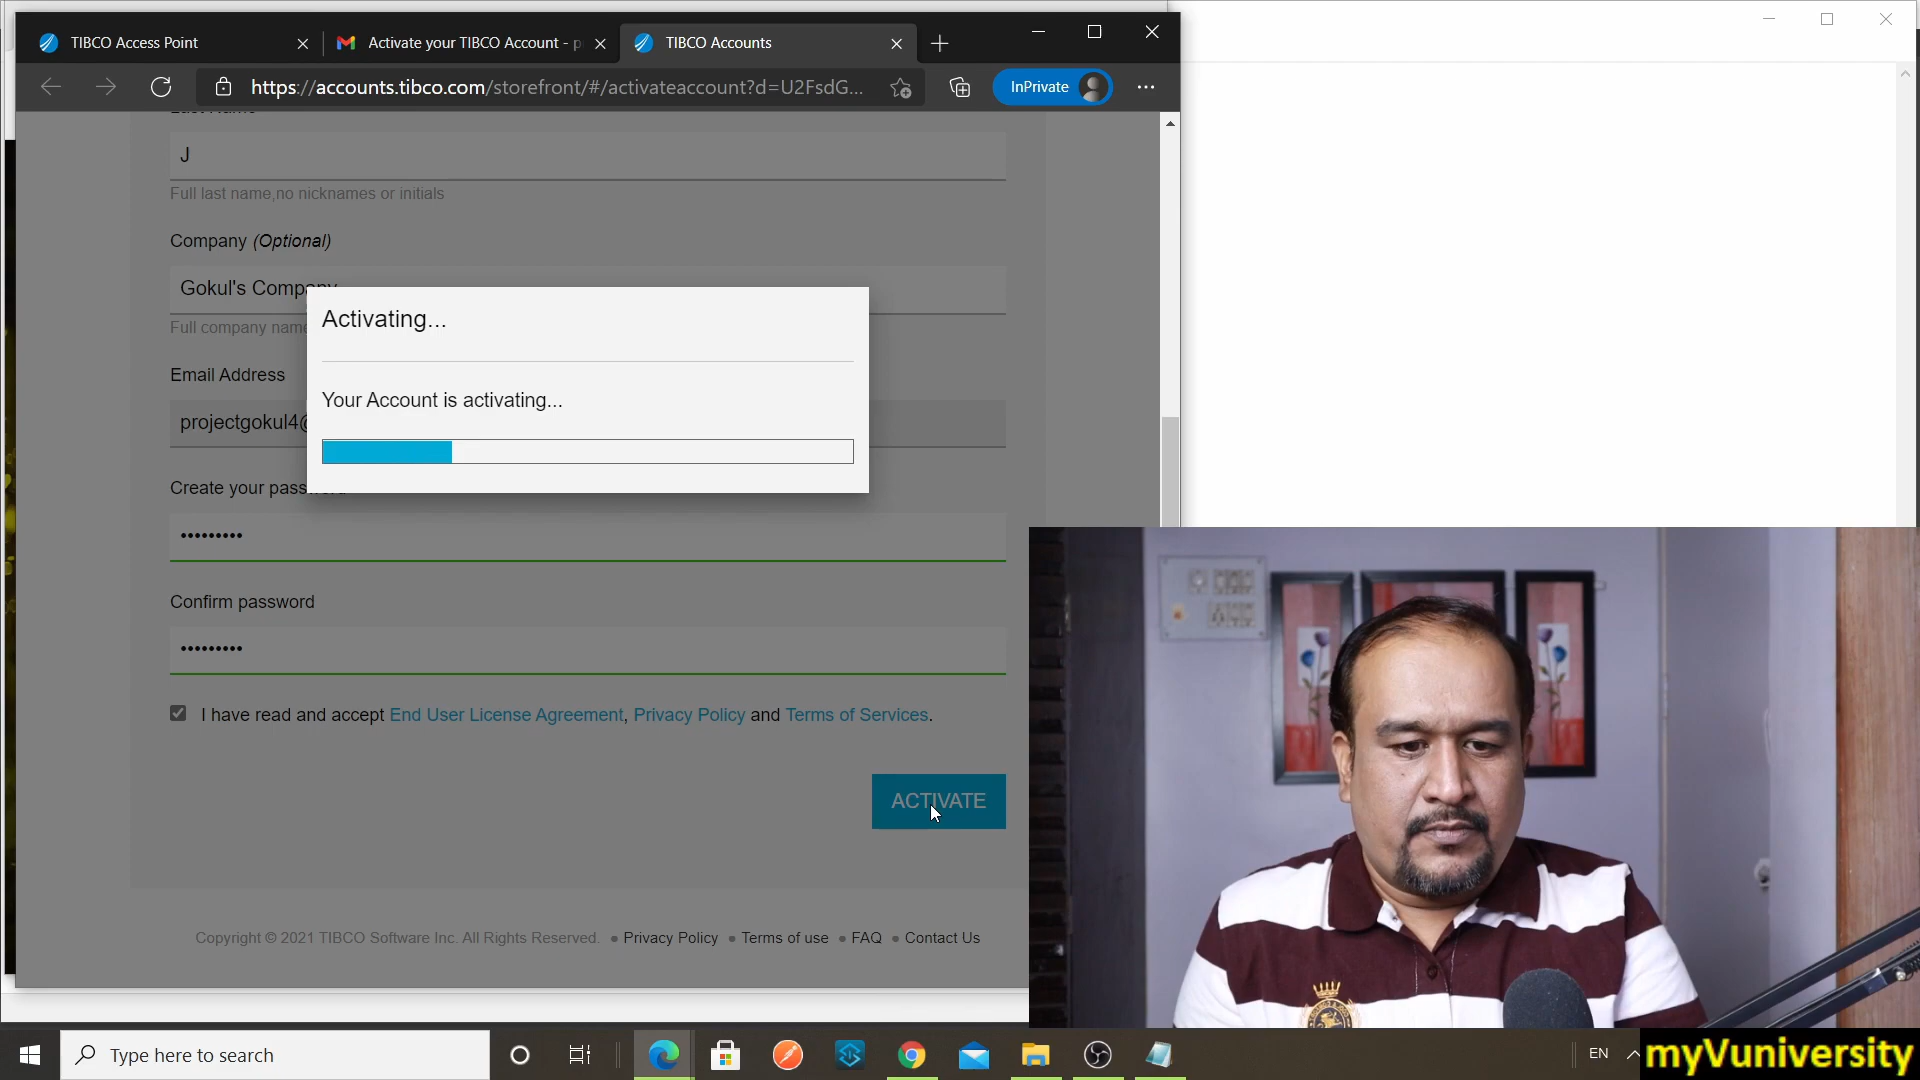 TIBCO Access Point
Activate your TIBCO Account - p
TIBCO Accounts
https://accounts.tibco.com/storefront/#/activateaccount?d=U2FsdG...
InPrivate
J
Full last name,no nicknames or initials
Company (Optional)
Gokul's Company
Full company name
Activating...
Email Address
Your Account is activating...
projectgokul4@
Create your password
•••••••••
Confirm password
•••••••••
I have read and accept End User License Agreement, Privacy Policy and Terms of Services.
ACTIVATE
Copyright © 2021 TIBCO Software Inc. All Rights Reserved. • Privacy Policy • Terms of use • FAQ • Contact Us
Type here to search
EN
myVuniversity